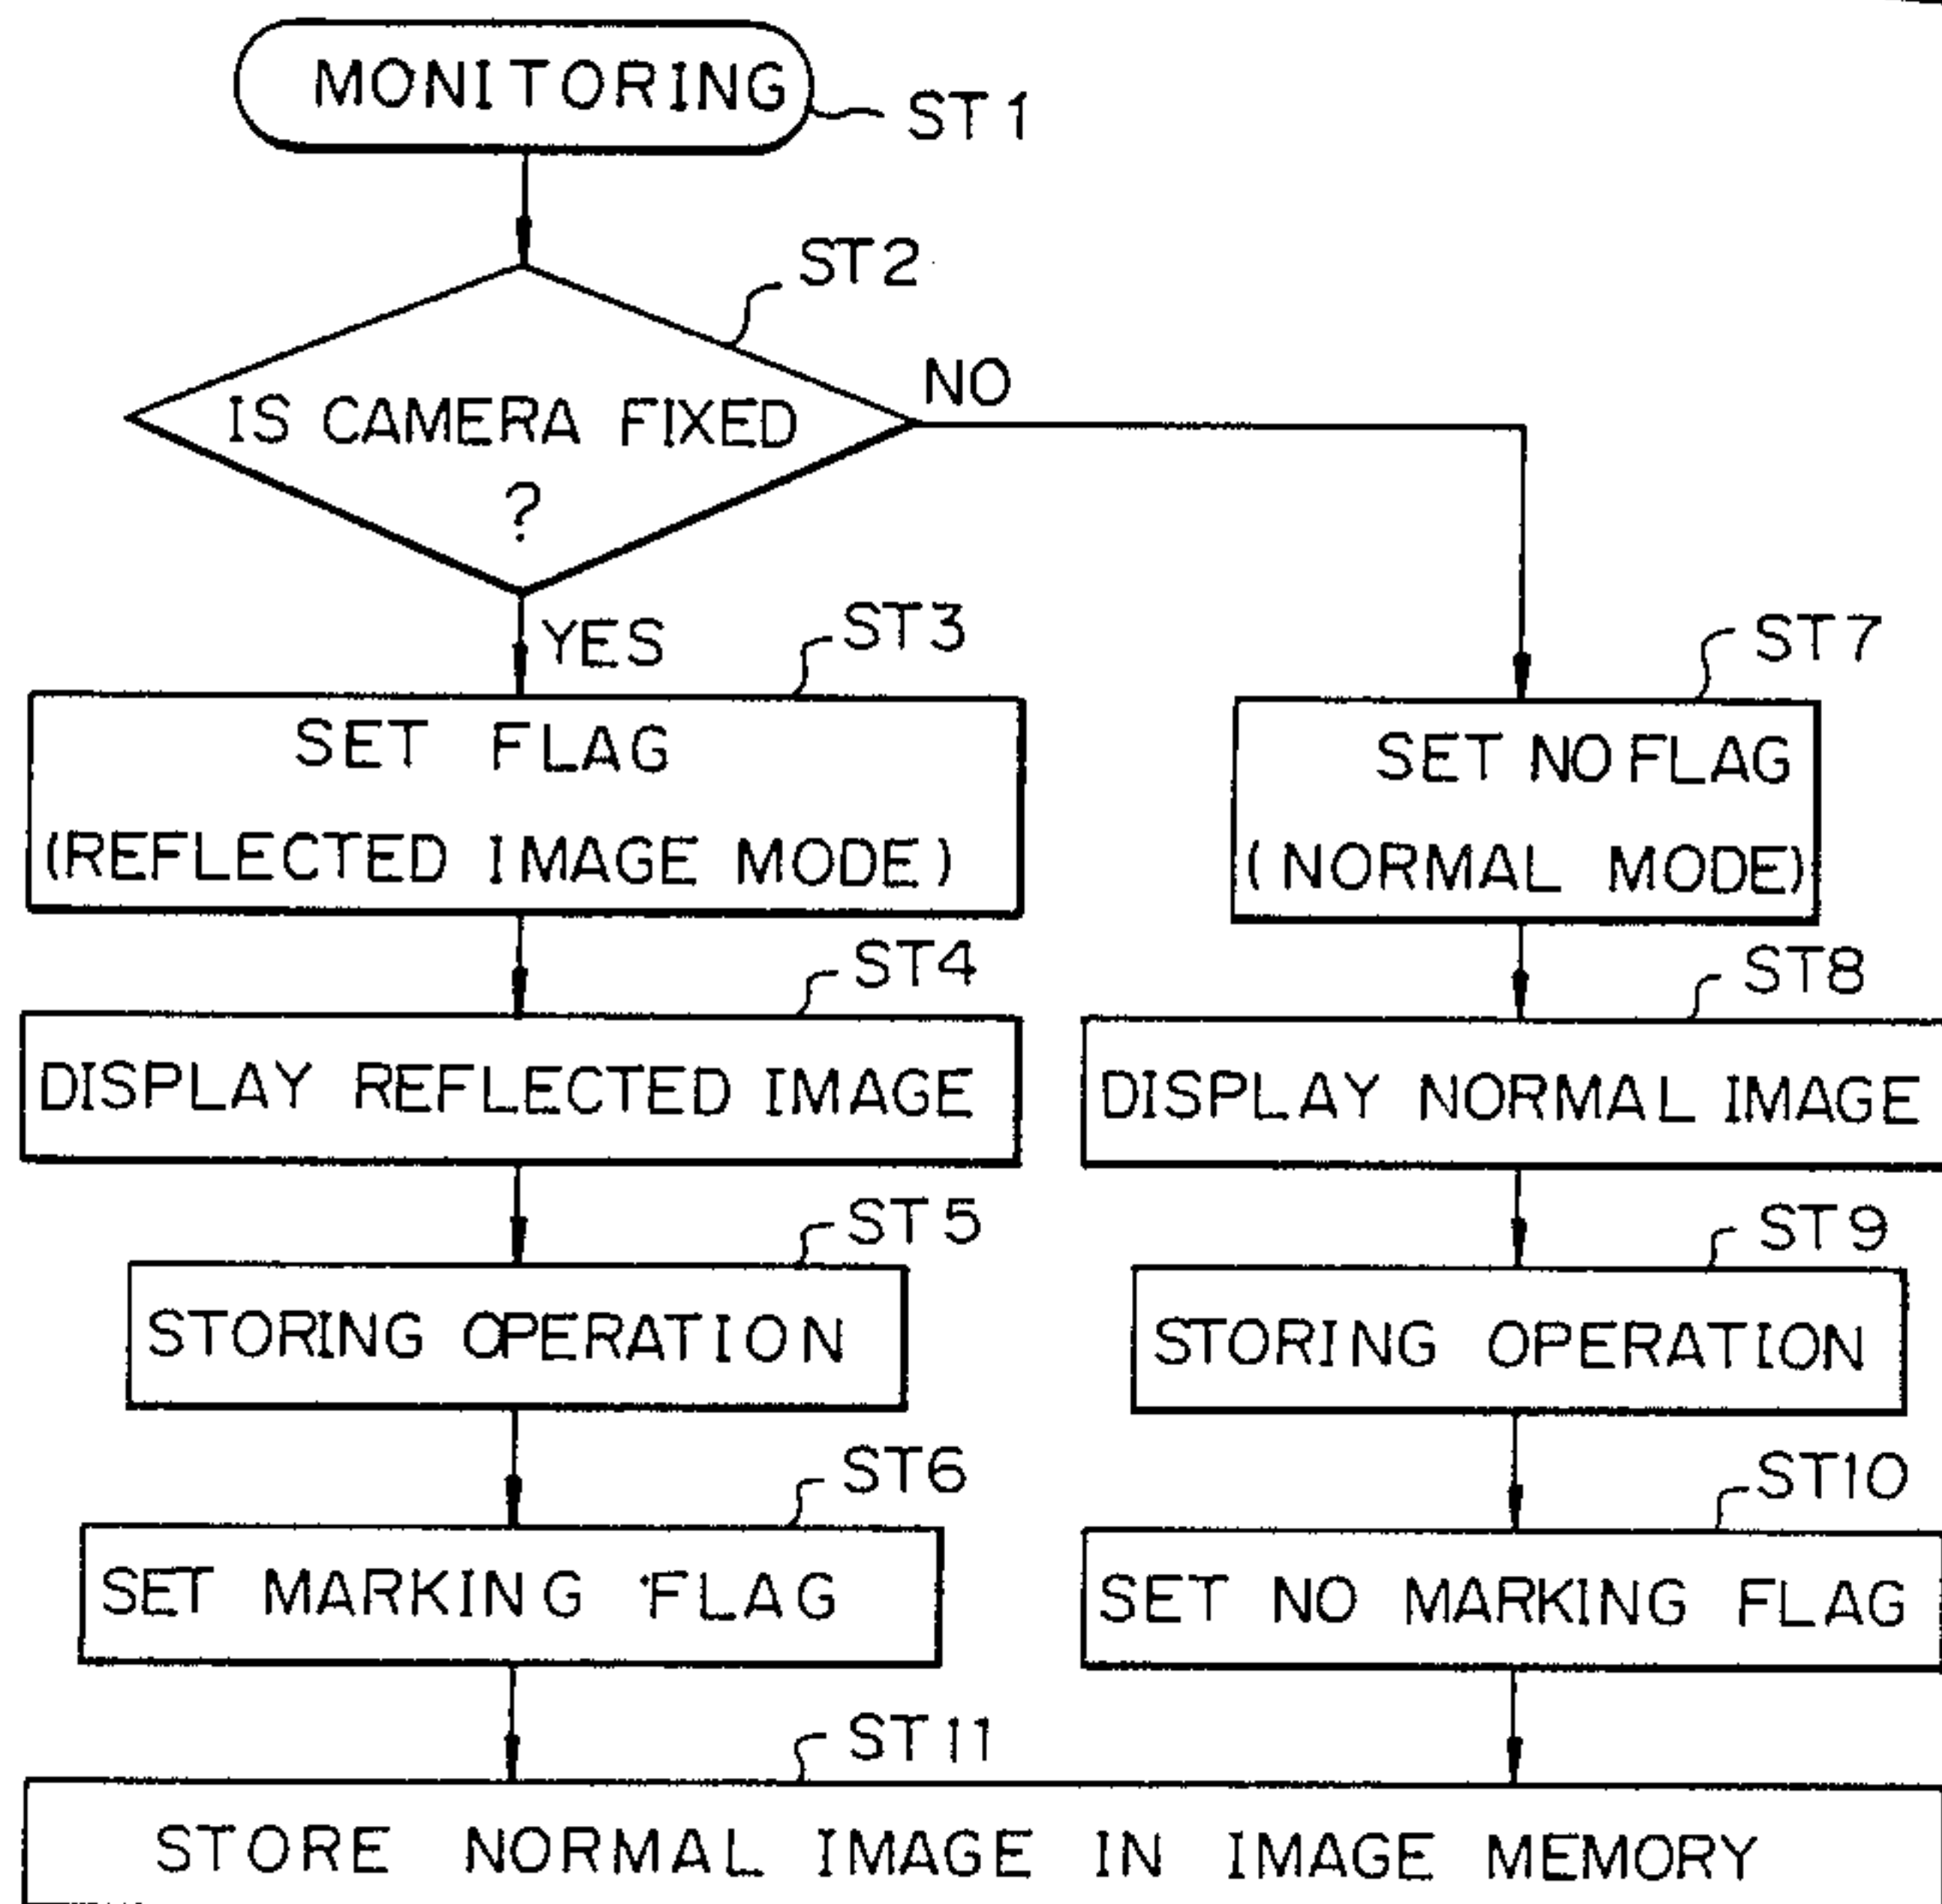 MONITORING
ST1
ST2
IS CAMERA FIXED
?
NO
YES
ST3
SET FLAG
(REFLECTED IMAGE MODE)
ST4
DISPLAY REFLECTED IMAGE
ST5
STORING OPERATION
ST6
SET MARKING FLAG
ST7
SET NO FLAG
(NORMAL MODE)
ST8
DISPLAY NORMAL IMAGE
ST9
STORING OPERATION
ST10
SET NO MARKING FLAG
ST11
STORE NORMAL IMAGE IN IMAGE MEMORY